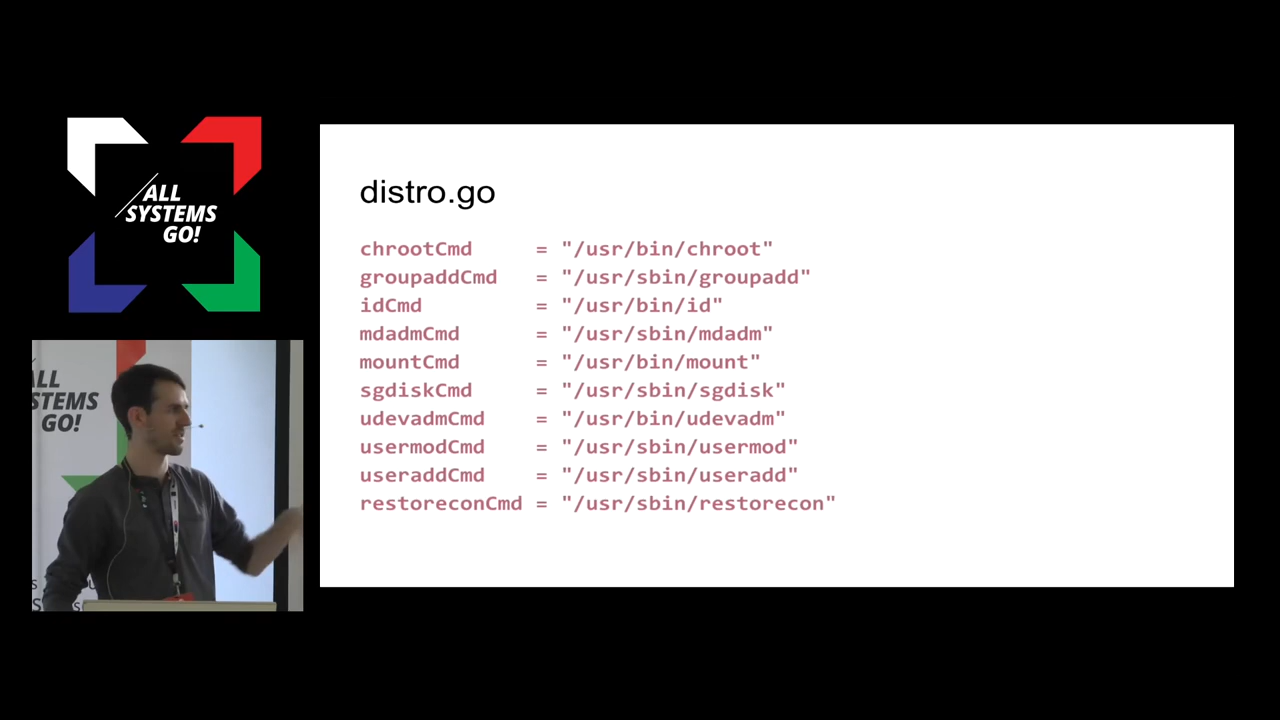 ALL
SYSTEMS
GO!
distro.go
chrootCmd = "/usr/bin/chroot"
groupaddCmd = "/usr/sbin/groupadd"
idCmd = "/usr/bin/id"
mdadmCmd = "/usr/sbin/mdadm"
mountCmd = "/usr/bin/mount"
sgdiskCmd = "/usr/sbin/sgdisk"
udevadmCmd = "/usr/bin/udevadm"
usermodCmd = "/usr/sbin/usermod"
useraddCmd = "/usr/sbin/useradd"
restoreconCmd = "/usr/sbin/restorecon"
ALL
STEMS
GO!